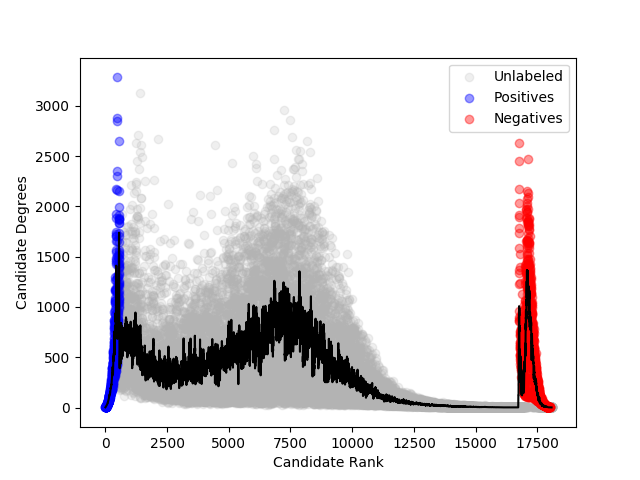 Unlabeled
Positives
Negatives
Candidate Degrees
3000
2500
2000
1500
1000
500
0
0 2500 5000 7500 10000 12500 15000 17500
Candidate Rank